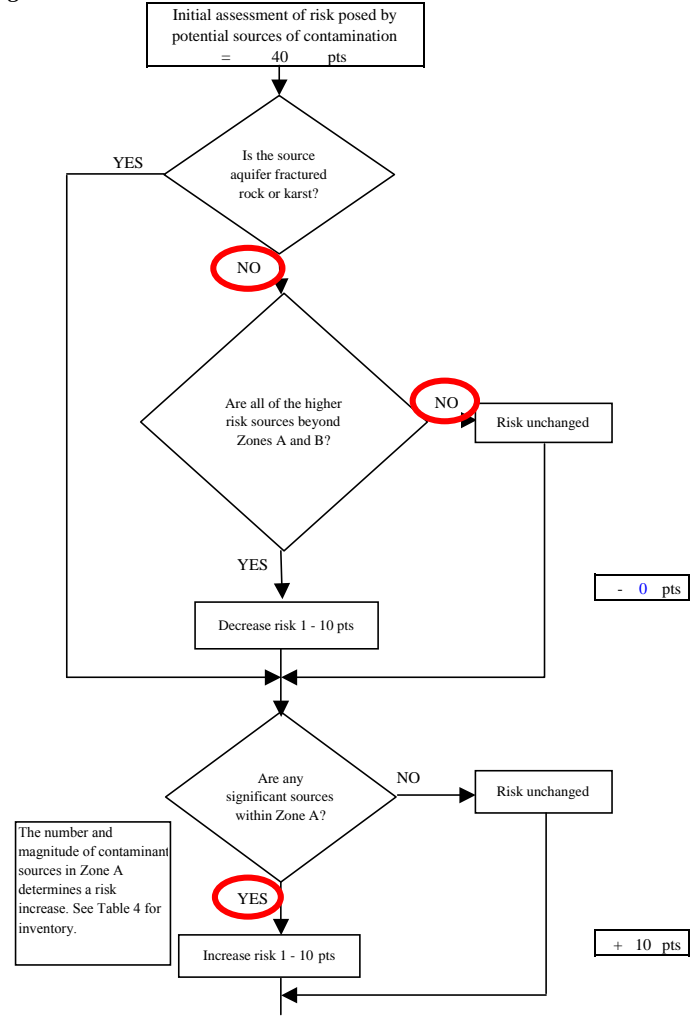 Initial assessment of risk posed by
potential sources of contamination
= 40 pts
YES
Is the source
aquifer fractured
rock or karst?
NO
Are all of the higher
risk sources beyond
Zones A and B?
NO
Risk unchanged
YES
- 0 pts
Decrease risk 1 - 10 pts
Are any
significant sources
within Zone A?
NO
Risk unchanged
The number and
magnitude of contaminant
sources in Zone A
determines a risk
increase. See Table 4 for
inventory.
YES
Increase risk 1 - 10 pts
+ 10 pts